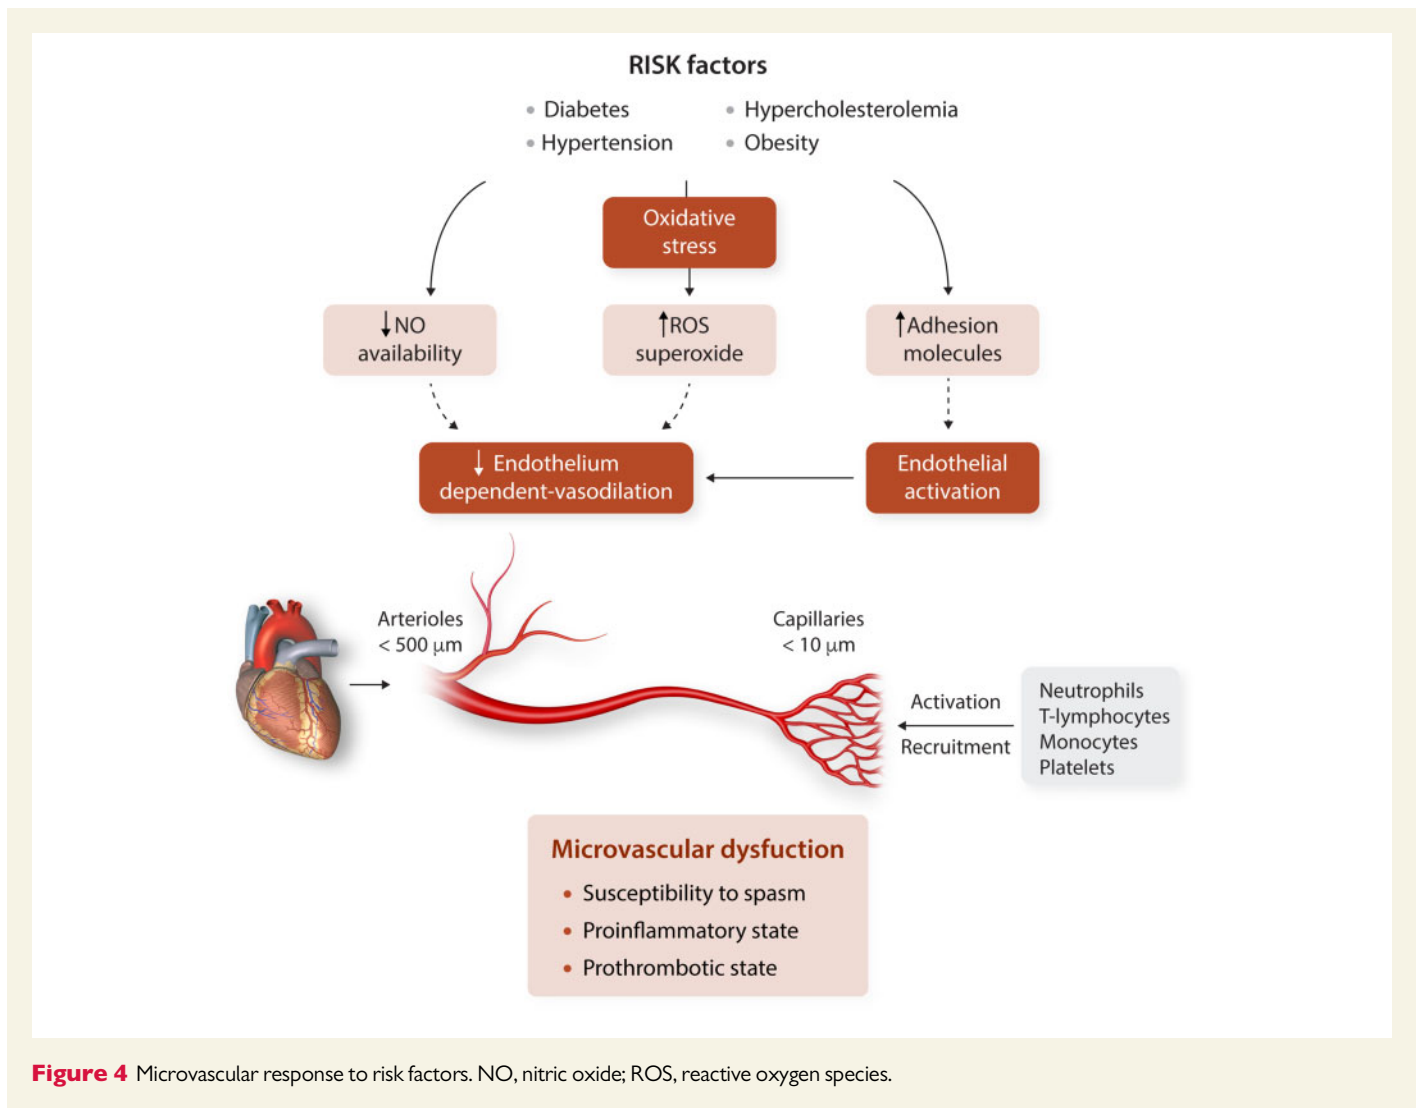 RISK factors
• Diabetes
• Hypertension
• Hypercholesterolemia
• Obesity
Oxidative
stress
↓NO
availability
↑ROS
superoxide
↑Adhesion
molecules
↓ Endothelium
dependent-vasodilation
Endothelial
activation
Arterioles
< 500 μm
Capillaries
< 10 μm
Activation
Recruitment
Neutrophils
T-lymphocytes
Monocytes
Platelets
Microvascular dysfuction
• Susceptibility to spasm
• Proinflammatory state
• Prothrombotic state
Figure 4 Microvascular response to risk factors. NO, nitric oxide; ROS, reactive oxygen species.